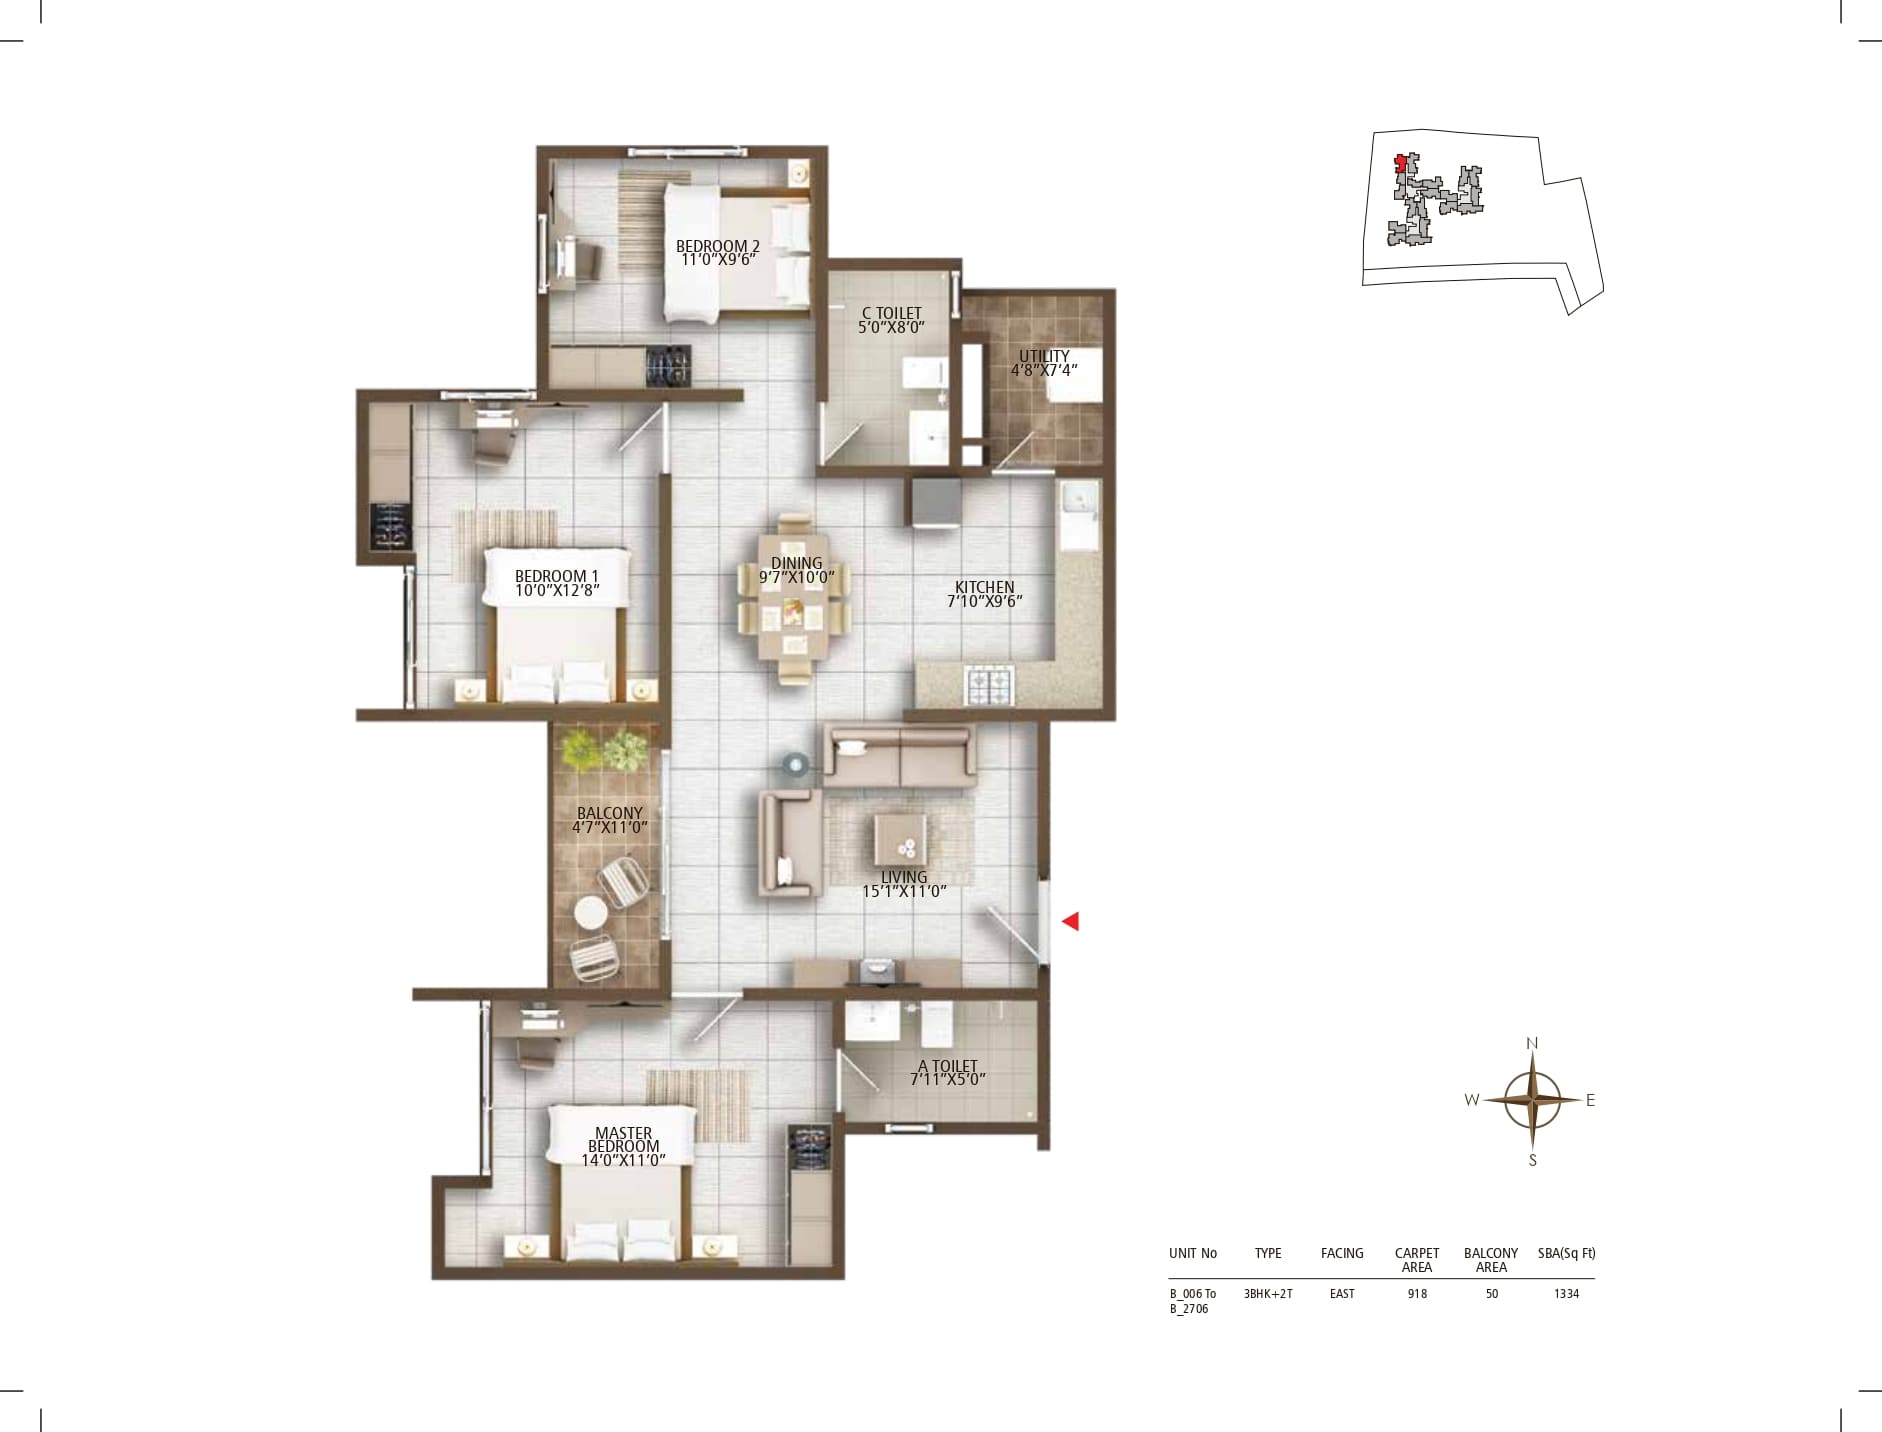 BEDROOM 2
11'0"X9'6"
C TOILET
5'0"X8'0"
UTILITY
4'8"X7'4"
DINING
9'7"X10'0"
KITCHEN
7'10"X9'6"
BEDROOM 1
10'0"X12'8"
BALCONY
4'7"X11'0"
LIVING
15'1"X11'0"
A TOILET
7'11"X5'0"
MASTER
BEDROOM
14'0"X11'0"
N
W E
S
UNIT No TYPE FACING CARPET AREA BALCONY AREA SBA(Sq Ft)
B_006 To B_2706 3BHK+2T EAST 918 50 1334